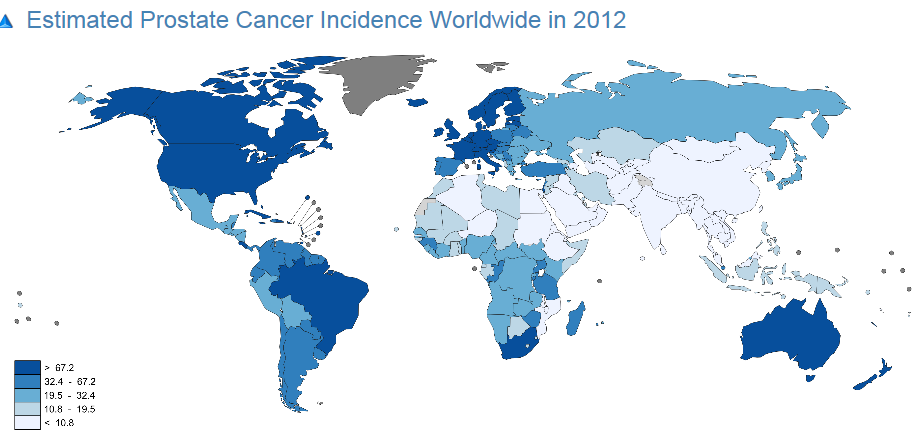 Estimated Prostate Cancer Incidence Worldwide in 2012
> 67.2
32.4 - 67.2
19.5 - 32.4
10.8 - 19.5
< 10.8